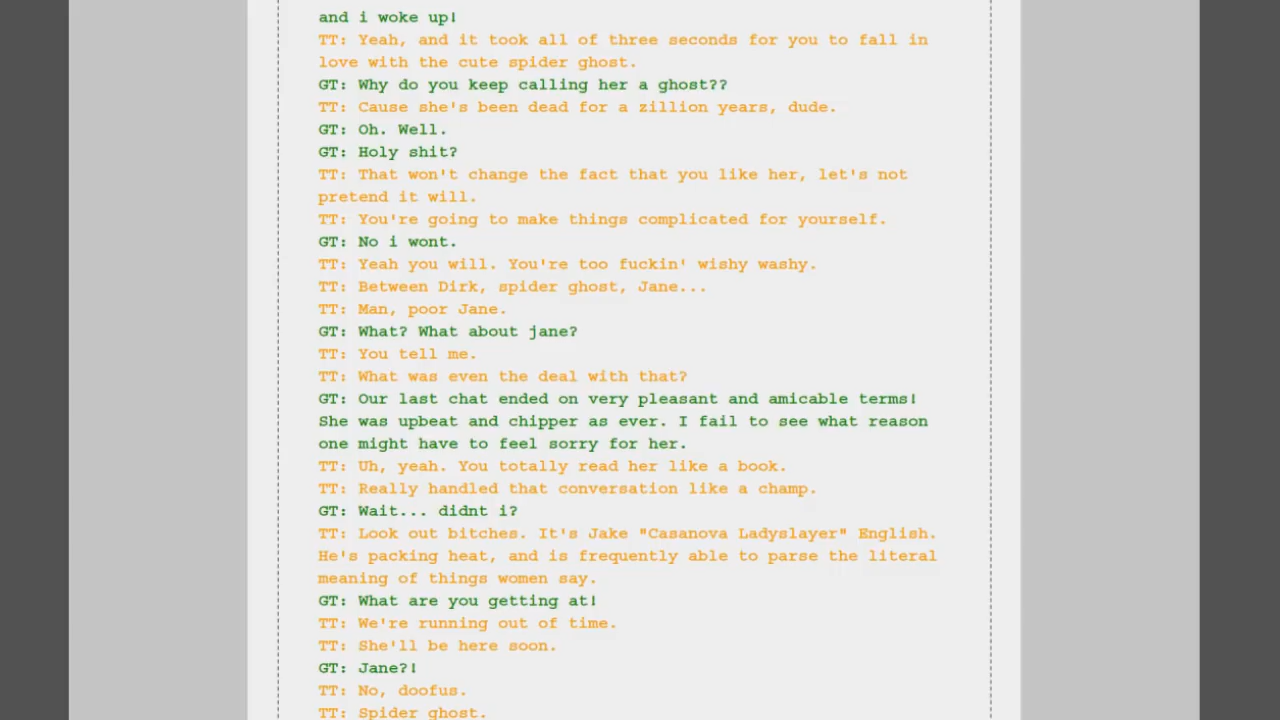 and i woke up!
TT: Yeah, and it took all of three seconds for you to fall in
love with the cute spider ghost.
GT: Why do you keep calling her a ghost??
TT: Cause she's been dead for a zillion years, dude.
GT: Oh. Well.
GT: Holy shit?
TT: That won't change the fact that you like her, let's not
pretend it will.
TT: You're going to make things complicated for yourself.
GT: No i wont.
TT: Yeah you will. You're too fuckin' wishy washy.
TT: Between Dirk, spider ghost, Jane...
TT: Man, poor Jane.
GT: What? What about jane?
TT: You tell me.
TT: What was even the deal with that?
GT: Our last chat ended on very pleasant and amicable terms!
She was upbeat and chipper as ever. I fail to see what reason
one might have to feel sorry for her.
TT: Uh, yeah. You totally read her like a book.
TT: Really handled that conversation like a champ.
GT: Wait... didnt i?
TT: Look out bitches. It's Jake "Casanova Ladyslayer" English.
He's packing heat, and is frequently able to parse the literal
meaning of things women say.
GT: What are you getting at!
TT: We're running out of time.
TT: She'll be here soon.
GT: Jane?!
TT: No, doofus.
TT: Spider ghost.